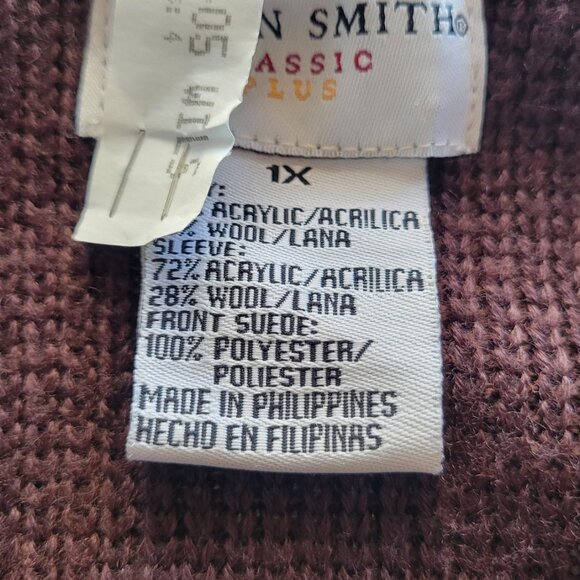 N SMITH®
ASSIC
PLUS
1X
ACRYLIC/ACRILICA
% WOOL/LANA
SLEEVE:
72% ACRYLIC/ACRILICA
28% WOOL/LANA
FRONT SUEDE:
100% POLYESTER/
POLIESTER
MADE IN PHILIPPINES
HECHO EN FILIPINAS